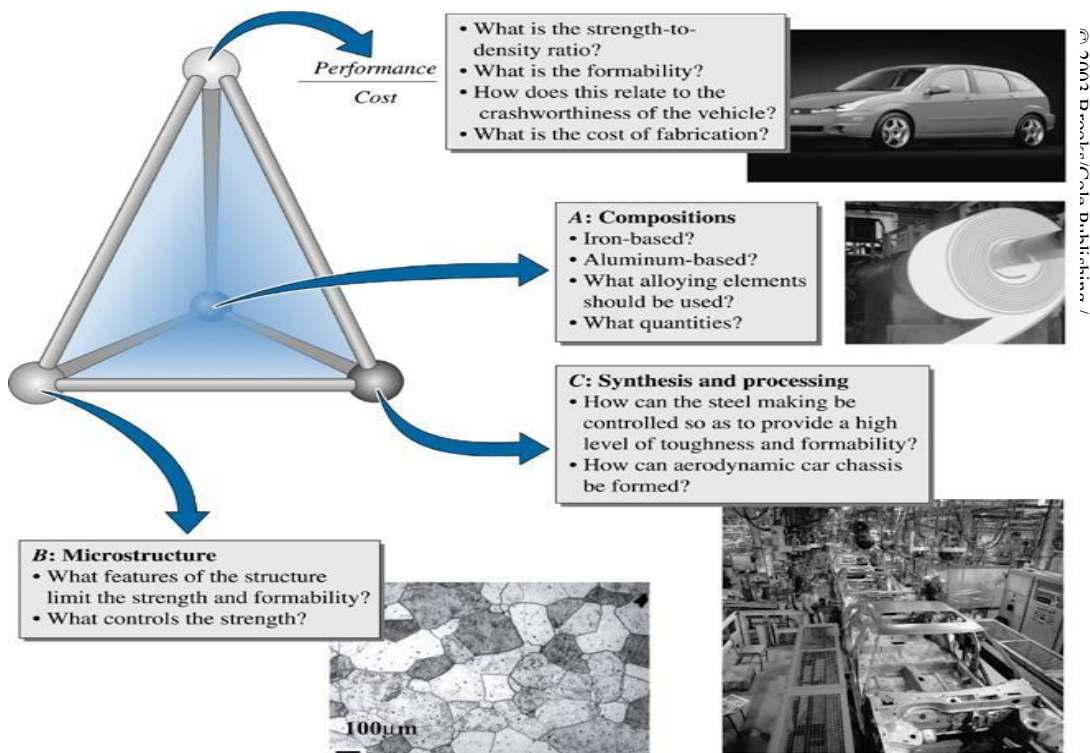 Performance
Cost
• What is the strength-to-
density ratio?
• What is the formability?
• How does this relate to the
crashworthiness of the vehicle?
• What is the cost of fabrication?
A: Compositions
• Iron-based?
• Aluminum-based?
• What alloying elements
should be used?
• What quantities?
C: Synthesis and processing
• How can the steel making be
controlled so as to provide a high
level of toughness and formability?
• How can aerodynamic car chassis
be formed?
B: Microstructure
• What features of the structure
limit the strength and formability?
• What controls the strength?
100μm
© 2003 Brooks/Cole Publishing /